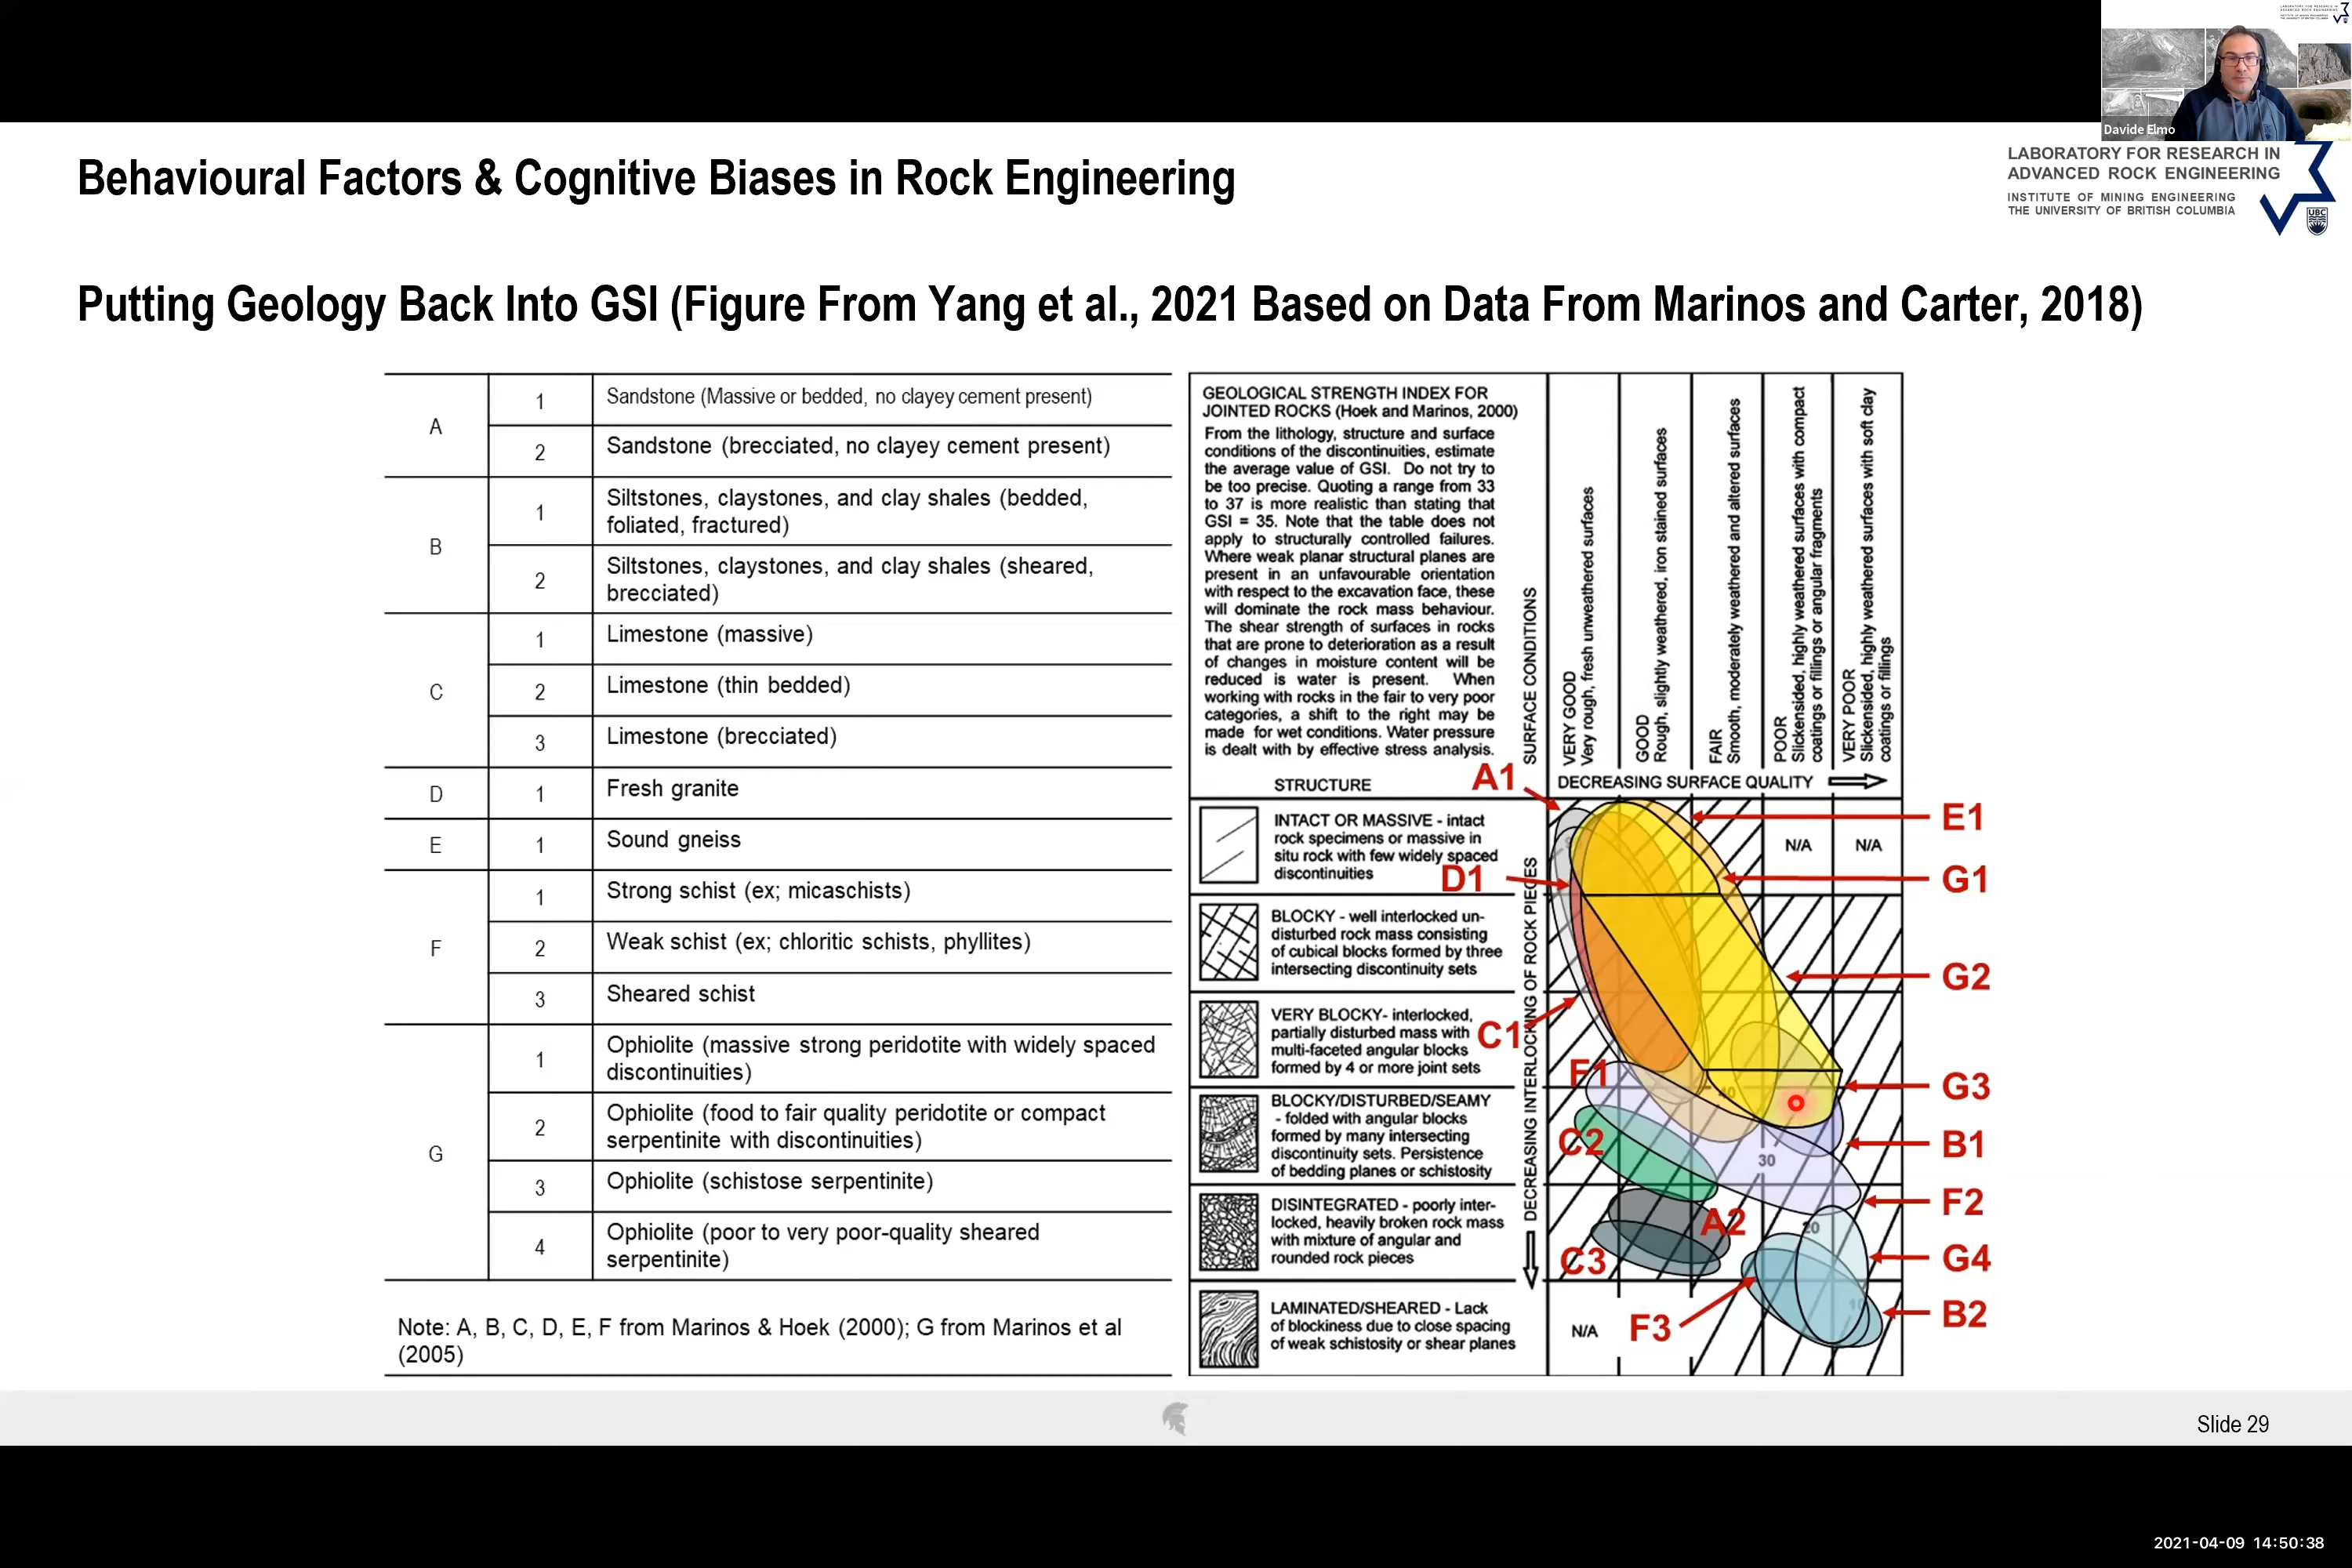 Davide Elmo
LABORATORY FOR RESEARCH IN
ADVANCED ROCK ENGINEERING
INSTITUTE OF MINING ENGINEERING
THE UNIVERSITY OF BRITISH COLUMBIA
UBC
Behavioural Factors & Cognitive Biases in Rock Engineering
Putting Geology Back Into GSI (Figure From Yang et al., 2021 Based on Data From Marinos and Carter, 2018)
A
1
Sandstone (Massive or bedded, no clayey cement present)
2
Sandstone (brecciated, no clayey cement present)
B
1
Siltstones, claystones, and clay shales (bedded,
foliated, fractured)
2
Siltstones, claystones, and clay shales (sheared,
brecciated)
C
1
Limestone (massive)
2
Limestone (thin bedded)
3
Limestone (brecciated)
D
1
Fresh granite
E
1
Sound gneiss
F
1
Strong schist (ex; micaschists)
2
Weak schist (ex; chloritic schists, phyllites)
3
Sheared schist
G
1
Ophiolite (massive strong peridotite with widely spaced
discontinuities)
2
Ophiolite (food to fair quality peridotite or compact
serpentinite with discontinuities)
3
Ophiolite (schistose serpentinite)
4
Ophiolite (poor to very poor-quality sheared
serpentinite)
Note: A, B, C, D, E, F from Marinos & Hoek (2000); G from Marinos et al
(2005)
GEOLOGICAL STRENGTH INDEX FOR
JOINTED ROCKS (Hoek and Marinos, 2000)
From the lithology, structure and surface
conditions of the discontinuities, estimate
the average value of GSI. Do not try to
be too precise. Quoting a range from 33
to 37 is more realistic than stating that
GSI = 35. Note that the table does not
apply to structurally controlled failures.
Where weak planar structural planes are
present in an unfavourable orientation
with respect to the excavation face, these
will dominate the rock mass behaviour.
The shear strength of surfaces in rocks
that are prone to deterioration as a result
of changes in moisture content will be
reduced is water is present. When
working with rocks in the fair to very poor
categories, a shift to the right may be
made for wet conditions. Water pressure
is dealt with by effective stress analysis.
STRUCTURE
SURFACE CONDITIONS
VERY GOOD
Very rough, fresh unweathered surfaces
GOOD
Rough, slightly weathered, iron stained surfaces
FAIR
Smooth, moderately weathered and altered surfaces
POOR
Slickensided, highly weathered surfaces with compact
coatings or fillings or angular fragments
VERY POOR
Slickensided, highly weathered surfaces with soft clay
coatings or fillings
DECREASING SURFACE QUALITY
DECREASING INTERLOCKING OF ROCK PIECES
INTACT OR MASSIVE - intact
rock specimens or massive in
situ rock with few widely spaced
discontinuities
BLOCKY - well interlocked un-
disturbed rock mass consisting
of cubical blocks formed by three
intersecting discontinuity sets
VERY BLOCKY- interlocked,
partially disturbed mass with
multi-faceted angular blocks
formed by 4 or more joint sets
BLOCKY/DISTURBED/SEAMY
- folded with angular blocks
formed by many intersecting
discontinuity sets. Persistence
of bedding planes or schistosity
DISINTEGRATED - poorly inter-
locked, heavily broken rock mass
with mixture of angular and
rounded rock pieces
LAMINATED/SHEARED - Lack
of blockiness due to close spacing
of weak schistosity or shear planes
A1
D1
C1
F1
C2
A2
C3
F3
E1
G1
G2
G3
B1
F2
G4
B2
N/A
N/A
N/A
40
30
20
10
Slide 29
2021-04-09 14:50:38